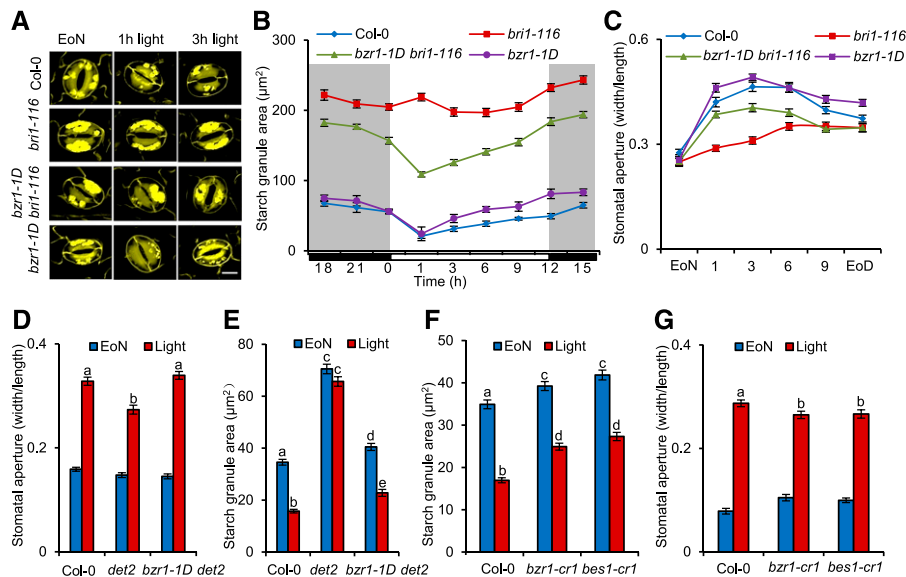 A
EoN 1h light 3h light
Col-0
bri1-116
bzr1-1D bri1-116
bzr1-1D
B
Col-0 bri1-116
bzr1-1D bri1-116 bzr1-1D
Starch granule area (μm²)
300
200
100
0
18 21 0 1 3 6 9 12 15
Time (h)
C
Col-0 bri1-116
bzr1-1D bri1-116 bzr1-1D
Stomatal aperture (width/length)
0.6
0.3
0
EoN 1 3 6 9 EoD
D
EoN Light
Stomatal aperture (width/length)
0.4
0.2
0
a b a
Col-0 det2 bzr1-1D det2
E
EoN Light
Starch granule area (μm²)
80
60
40
20
0
a b c c d e
Col-0 det2 bzr1-1D det2
F
EoN Light
Starch granule area (μm²)
50
40
30
20
10
0
a b c d c d
Col-0 bzr1-cr1 bes1-cr1
G
EoN Light
Stomatal aperture (width/length)
0.4
0.2
0
a b b
Col-0 bzr1-cr1 bes1-cr1